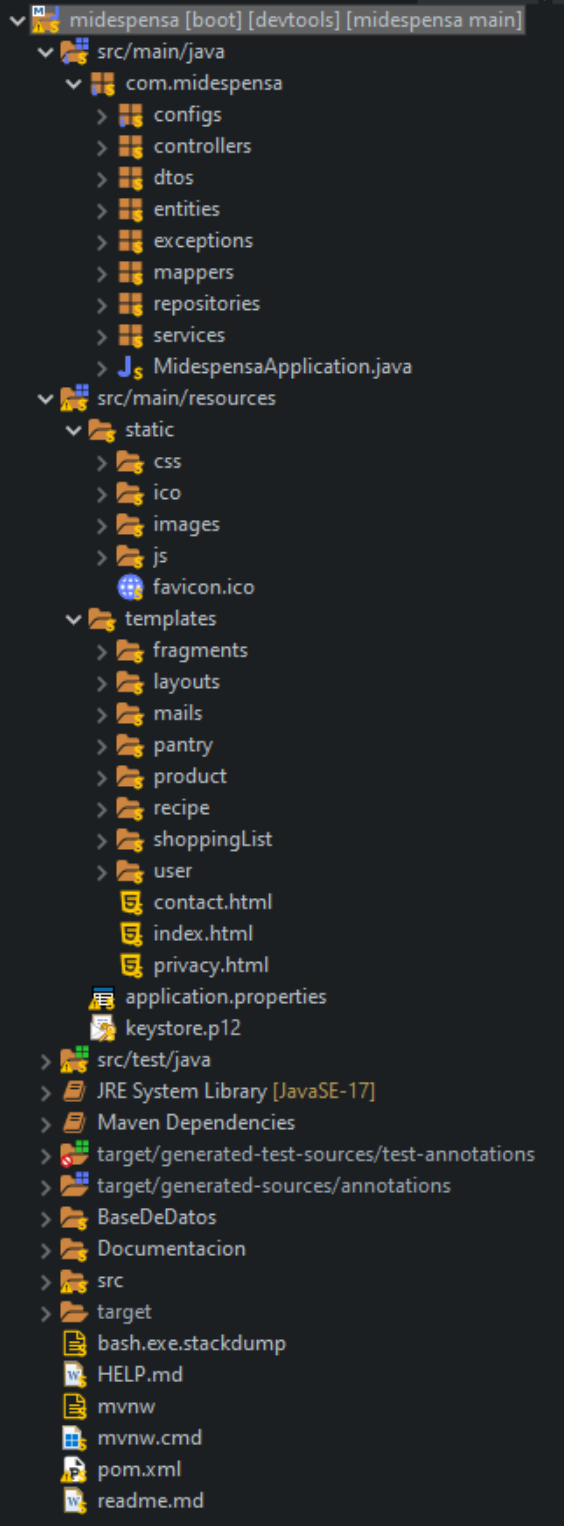 midespensa [boot] [devtools] [midespensa main]
src/main/java
com.midespensa
configs
controllers
dtos
entities
exceptions
mappers
repositories
services
MidespensaApplication.java
src/main/resources
static
css
ico
images
js
favicon.ico
templates
fragments
layouts
mails
pantry
product
recipe
shoppingList
user
contact.html
index.html
privacy.html
application.properties
keystore.p12
src/test/java
JRE System Library [JavaSE-17]
Maven Dependencies
target/generated-test-sources/test-annotations
target/generated-sources/annotations
BaseDeDatos
Documentacion
src
target
bash.exe.stackdump
HELP.md
mvnw
mvnw.cmd
pom.xml
readme.md